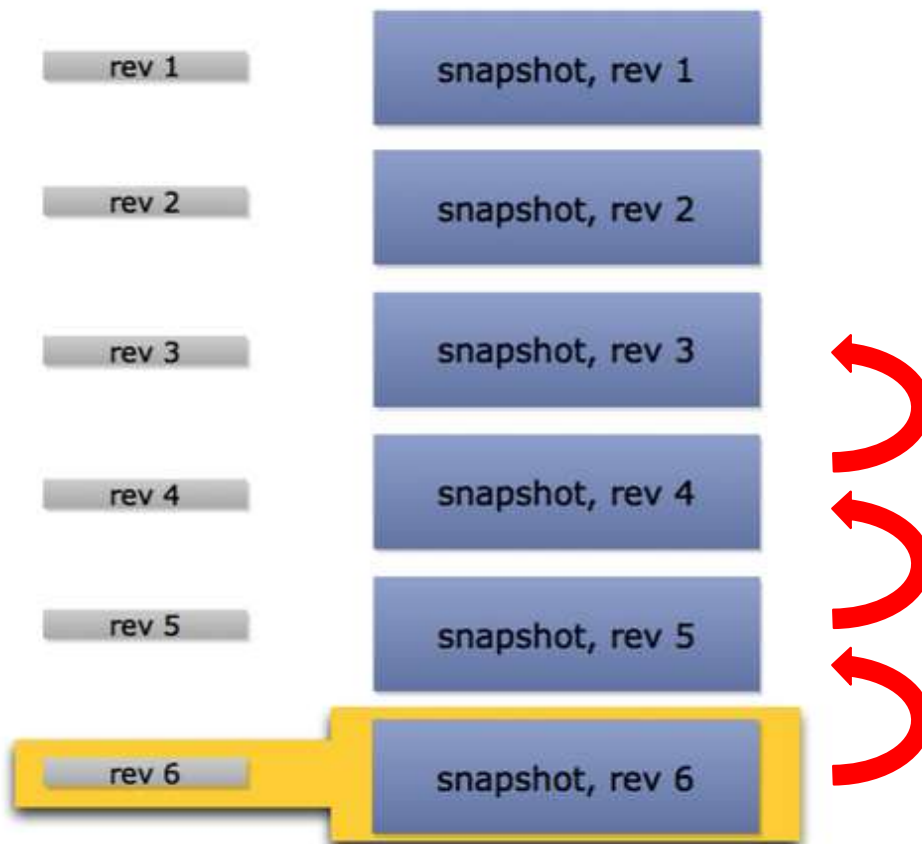 rev 1
snapshot, rev 1
rev 2
snapshot, rev 2
rev 3
snapshot, rev 3
rev 4
snapshot, rev 4
rev 5
snapshot, rev 5
rev 6
snapshot, rev 6